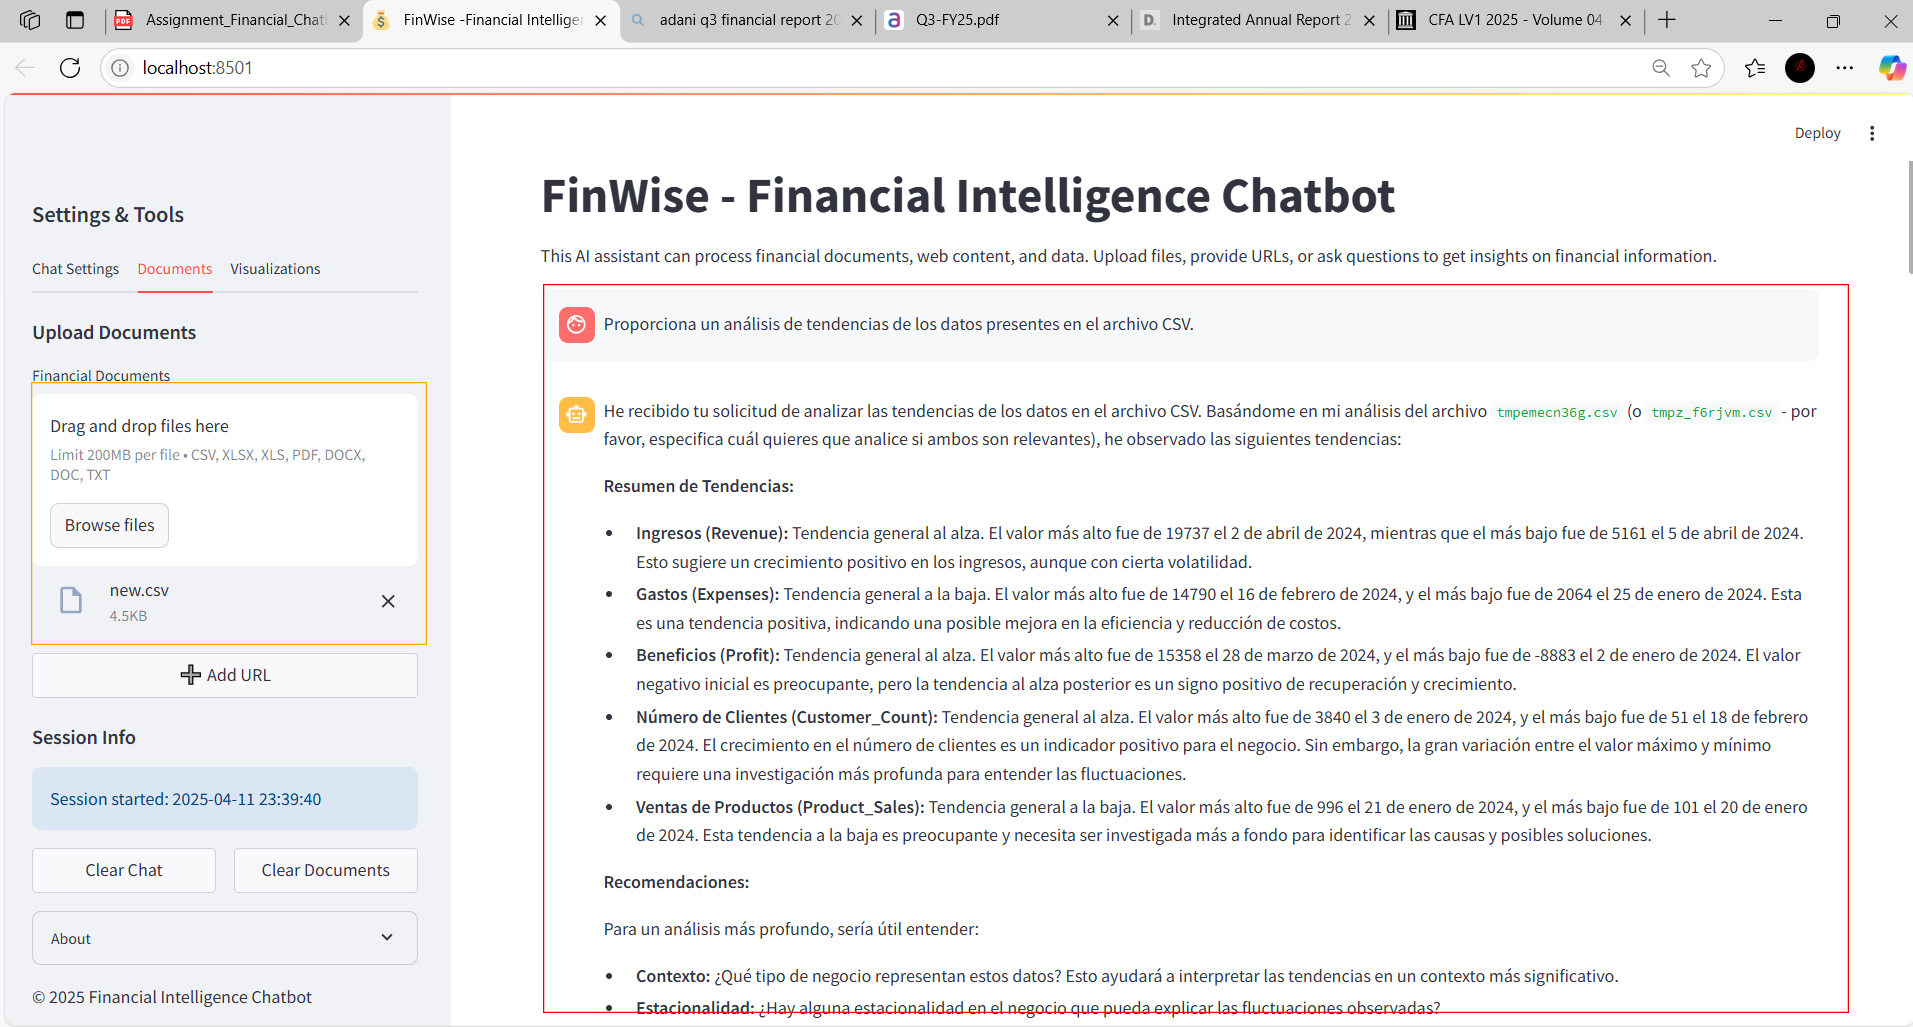 Assignment_Financial_Chat
FinWise -Financial Intelligen
adani q3 financial report 20
Q3-FY25.pdf
Integrated Annual Report 2
CFA LV1 2025 - Volume 04
localhost:8501
Deploy
Settings & Tools
Chat Settings
Documents
Visualizations
Upload Documents
Financial Documents
Drag and drop files here
Limit 200MB per file • CSV, XLSX, XLS, PDF, DOCX,
DOC, TXT
Browse files
new.csv
4.5KB
Add URL
Session Info
Session started: 2025-04-11 23:39:40
Clear Chat
Clear Documents
About
© 2025 Financial Intelligence Chatbot
FinWise - Financial Intelligence Chatbot
This AI assistant can process financial documents, web content, and data. Upload files, provide URLs, or ask questions to get insights on financial information.
Proporciona un análisis de tendencias de los datos presentes en el archivo CSV.
He recibido tu solicitud de analizar las tendencias de los datos en el archivo CSV. Basándome en mi análisis del archivo tmpemecn36g.csv (o tmpz_f6rjvm.csv - por
favor, especifica cuál quieres que analice si ambos son relevantes), he observado las siguientes tendencias:
Resumen de Tendencias:
• Ingresos (Revenue): Tendencia general al alza. El valor más alto fue de 19737 el 2 de abril de 2024, mientras que el más bajo fue de 5161 el 5 de abril de 2024.
Esto sugiere un crecimiento positivo en los ingresos, aunque con cierta volatilidad.
• Gastos (Expenses): Tendencia general a la baja. El valor más alto fue de 14790 el 16 de febrero de 2024, y el más bajo fue de 2064 el 25 de enero de 2024. Esta
es una tendencia positiva, indicando una posible mejora en la eficiencia y reducción de costos.
• Beneficios (Profit): Tendencia general al alza. El valor más alto fue de 15358 el 28 de marzo de 2024, y el más bajo fue de -8883 el 2 de enero de 2024. El valor
negativo inicial es preocupante, pero la tendencia al alza posterior es un signo positivo de recuperación y crecimiento.
• Número de Clientes (Customer_Count): Tendencia general al alza. El valor más alto fue de 3840 el 3 de enero de 2024, y el más bajo fue de 51 el 18 de febrero
de 2024. El crecimiento en el número de clientes es un indicador positivo para el negocio. Sin embargo, la gran variación entre el valor máximo y mínimo
requiere una investigación más profunda para entender las fluctuaciones.
• Ventas de Productos (Product_Sales): Tendencia general a la baja. El valor más alto fue de 996 el 21 de enero de 2024, y el más bajo fue de 101 el 20 de enero
de 2024. Esta tendencia a la baja es preocupante y necesita ser investigada más a fondo para identificar las causas y posibles soluciones.
Recomendaciones:
Para un análisis más profundo, sería útil entender:
• Contexto: ¿Qué tipo de negocio representan estos datos? Esto ayudará a interpretar las tendencias en un contexto más significativo.
• Estacionalidad: ¿Hay alguna estacionalidad en el negocio que pueda explicar las fluctuaciones observadas?